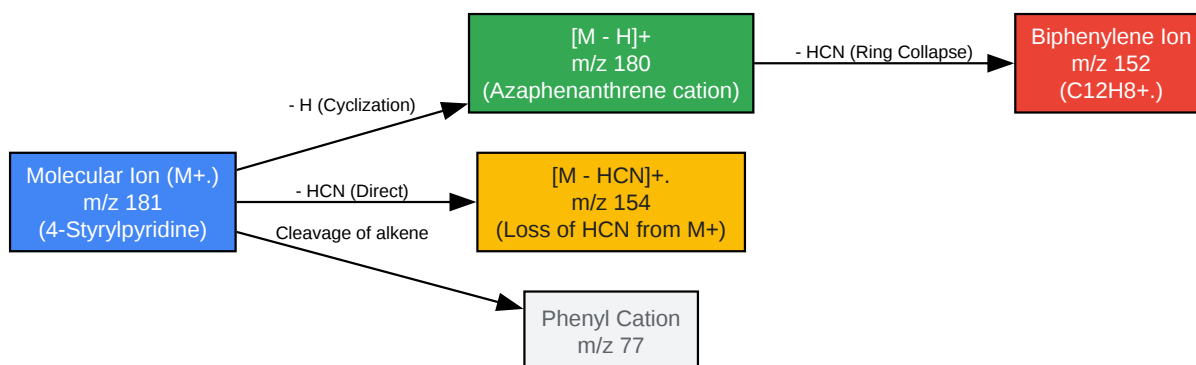 [M - H]+
m/z 180
(Azaphenanthrene cation)
- HCN (Ring Collapse)
Biphenylene Ion
m/z 152
(C12H8+.)
- H (Cyclization)
Molecular Ion (M+.)
m/z 181
(4-Styrylpyridine)
- HCN (Direct)
[M - HCN]+.
m/z 154
(Loss of HCN from M+)
Cleavage of alkene
Phenyl Cation
m/z 77